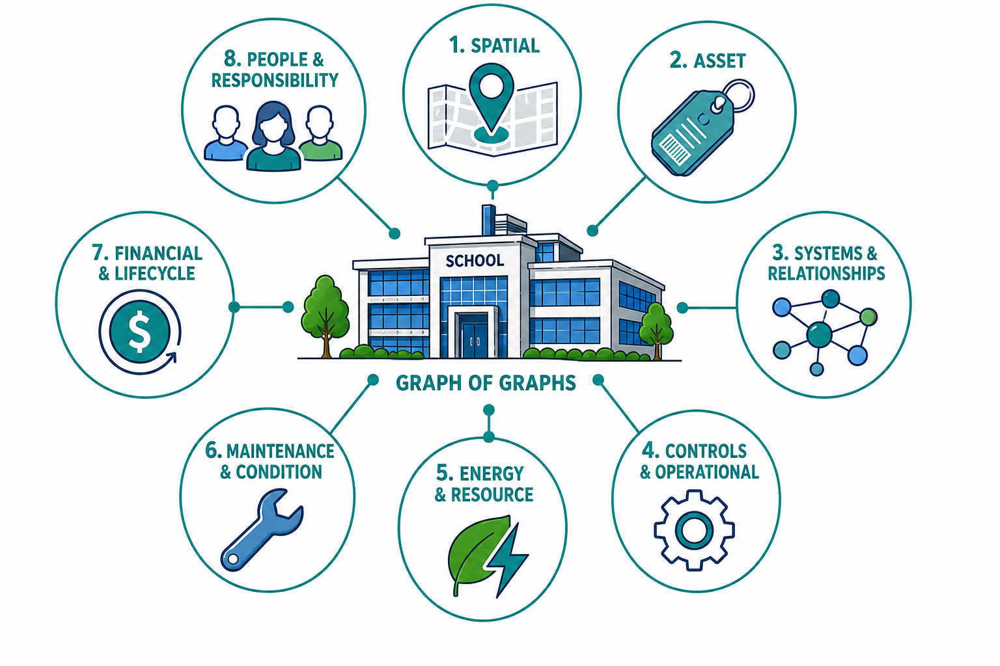 1. SPATIAL
2. ASSET
3. SYSTEMS &
RELATIONSHIPS
4. CONTROLS
& OPERATIONAL
5. ENERGY
& RESOURCE
6. MAINTENANCE
& CONDITION
7. FINANCIAL
& LIFECYCLE
$
8. PEOPLE &
RESPONSIBILITY
SCHOOL
GRAPH OF GRAPHS